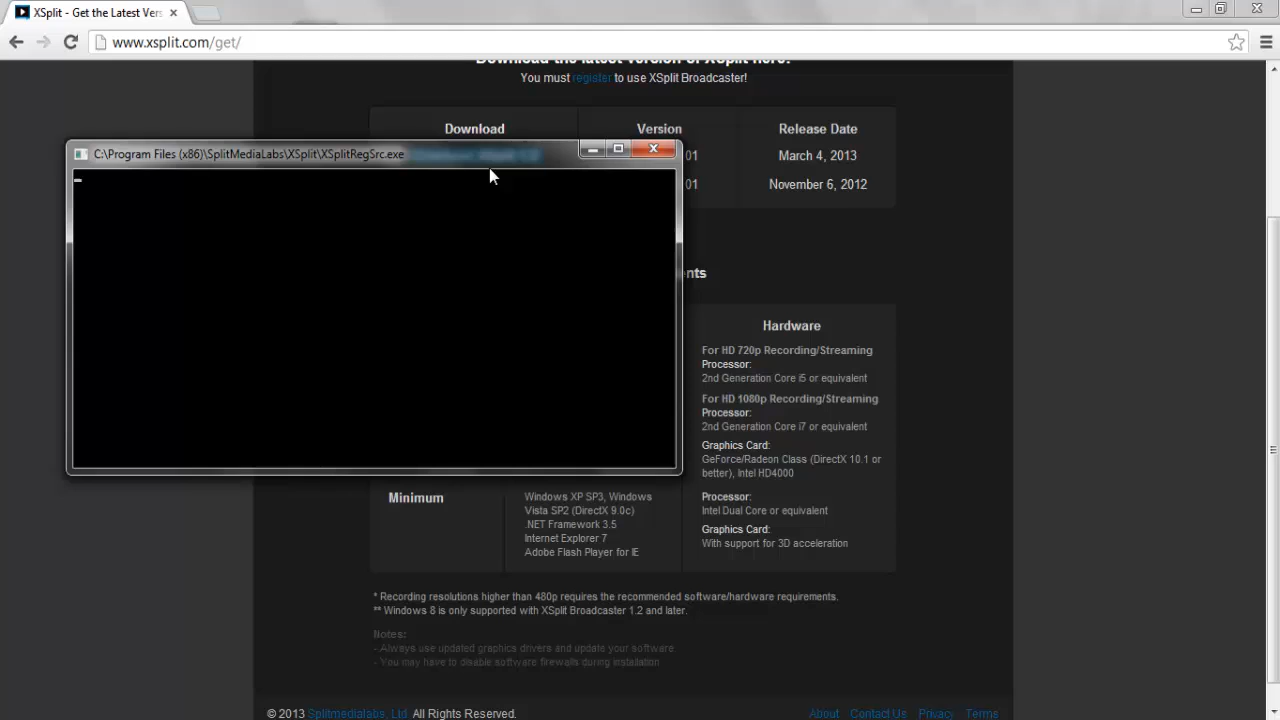 XSplit - Get the Latest Vers
www.xsplit.com/get/
Download the latest version of XSplit here!
You must register to use XSplit Broadcaster!
Download Version Release Date
C:\Program Files (x86)\SplitMediaLabs\XSplit\XSplitRegSrc.exe
01 March 4, 2013
01 November 6, 2012
nts
Hardware
For HD 720p Recording/Streaming
Processor:
2nd Generation Core i5 or equivalent
For HD 1080p Recording/Streaming
Processor:
2nd Generation Core i7 or equivalent
Graphics Card:
GeForce/Radeon Class (DirectX 10.1 or
better), Intel HD4000
Minimum
Windows XP SP3, Windows
Vista SP2 (DirectX 9.0c)
.NET Framework 3.5
Internet Explorer 7
Adobe Flash Player for IE
Processor:
Intel Dual Core or equivalent
Graphics Card:
With support for 3D acceleration
* Recording resolutions higher than 480p requires the recommended software/hardware requirements.
** Windows 8 is only supported with XSplit Broadcaster 1.2 and later.
Notes:
- Always use updated graphics drivers and update your software.
- You may have to disable software firewalls during installation
© 2013 Splitmedialabs, Ltd. All Rights Reserved.
About Contact Us Privacy Terms